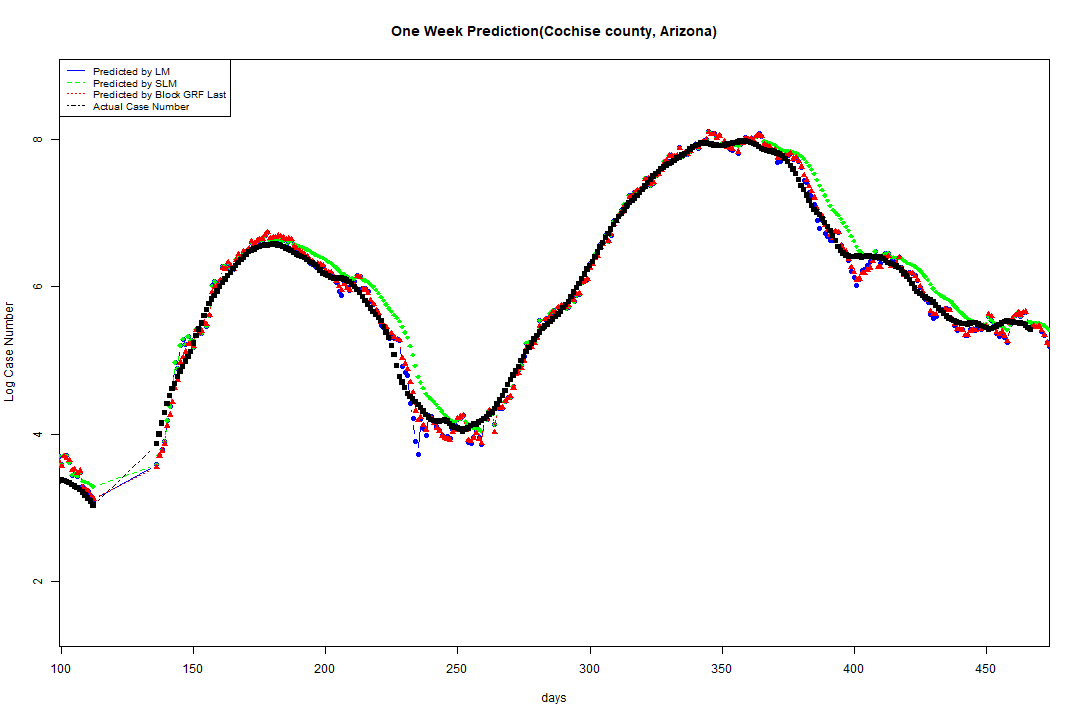 One Week Prediction(Cochise county, Arizona)
Predicted by LM
Predicted by SLM
Predicted by Block GRF Last
Actual Case Number
8
6
4
2
Log Case Number
100 150 200 250 300 350 400 450
days